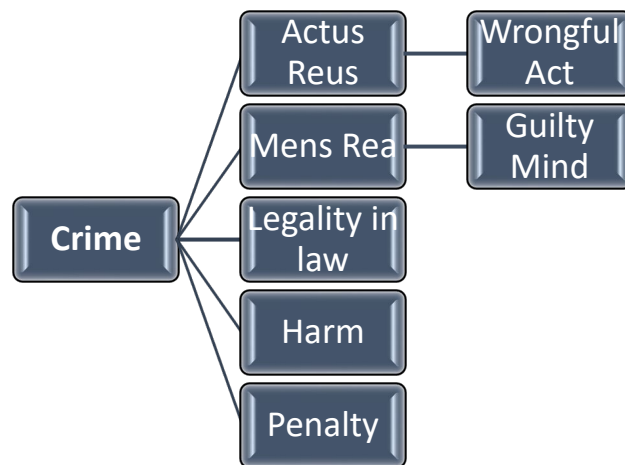 Actus
Reus
Wrongful
Act
Mens Rea
Guilty
Mind
Crime
Legality in
law
Harm
Penalty